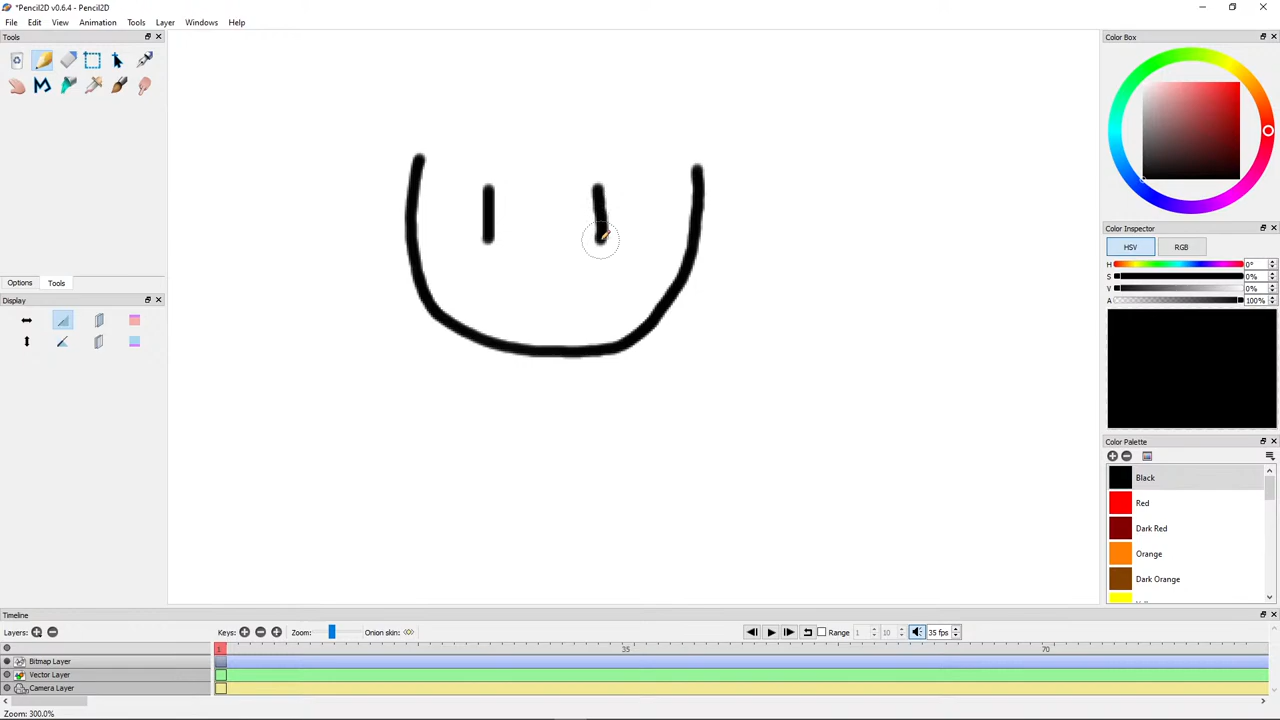 *Pencil2D v0.6.4 - Pencil2D
File Edit View Animation Tools Layer Windows Help
Tools
Color Box
Options Tools
Display
Color Inspector
HSV RGB
H 0°
S 0%
V 0%
A 100%
Color Palette
Black
Red
Dark Red
Orange
Dark Orange
Timeline
Layers: Keys: Zoom: Onion skin: Range 1 10 35 fps
1 35 70
Bitmap Layer
Vector Layer
Camera Layer
Zoom: 300.0%